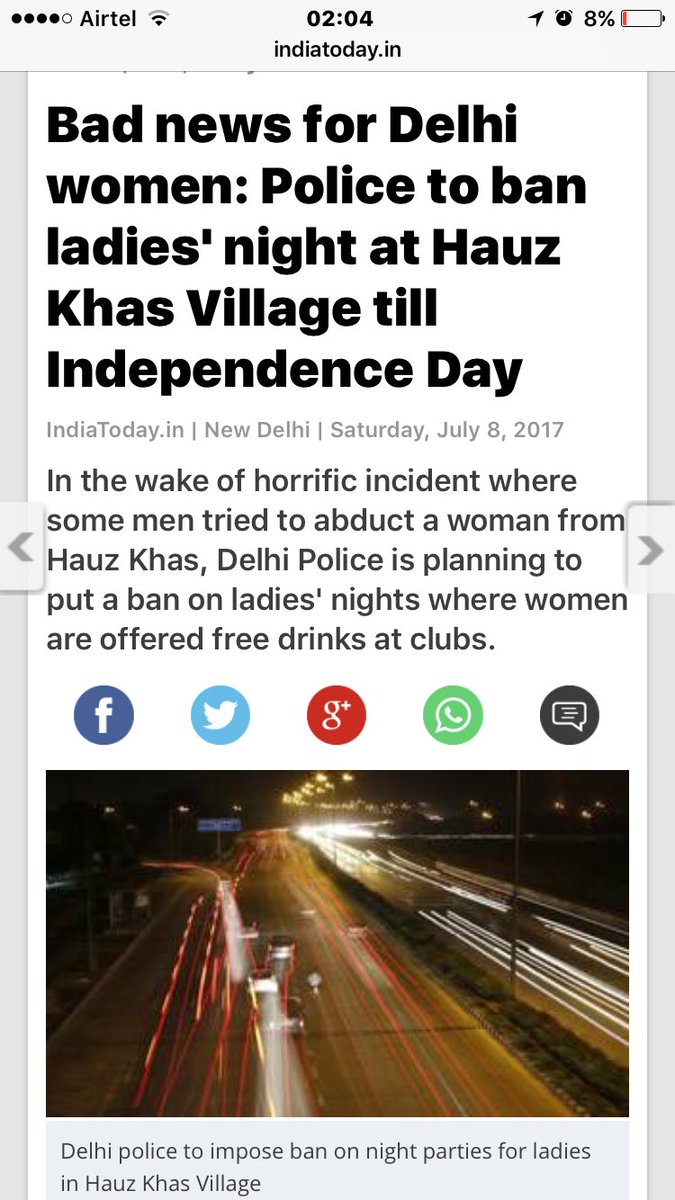 Airtel 02:04 8%
indiatoday.in
Bad news for Delhi
women: Police to ban
ladies' night at Hauz
Khas Village till
Independence Day
IndiaToday.in | New Delhi | Saturday, July 8, 2017
In the wake of horrific incident where
some men tried to abduct a woman from
Hauz Khas, Delhi Police is planning to
put a ban on ladies' nights where women
are offered free drinks at clubs.
f g+
Delhi police to impose ban on night parties for ladies
in Hauz Khas Village